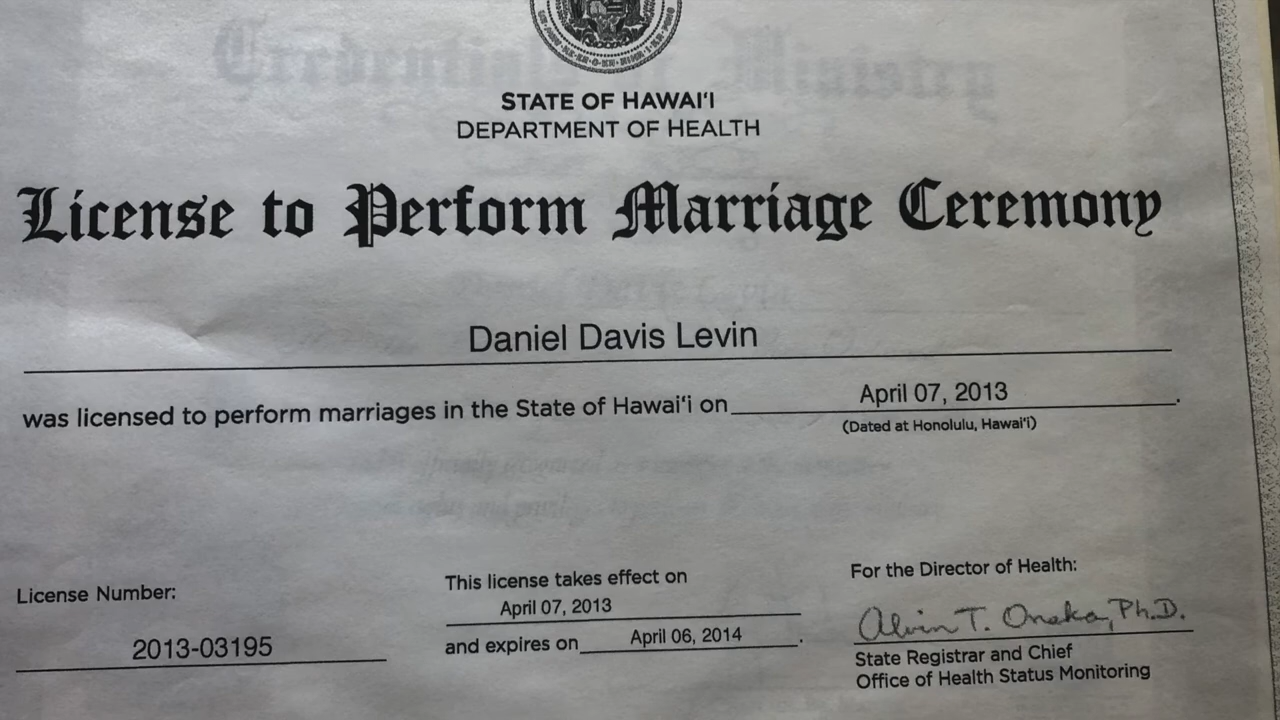 STATE OF HAWAIʻI
DEPARTMENT OF HEALTH
License to Perform Marriage Ceremony
Daniel Davis Levin
was licensed to perform marriages in the State of Hawaiʻi on April 07, 2013.
(Dated at Honolulu, Hawaiʻi)
License Number:
2013-03195
This license takes effect on
April 07, 2013
and expires on April 06, 2014.
For the Director of Health:
Alvin T. Onaka, Ph.D.
State Registrar and Chief
Office of Health Status Monitoring